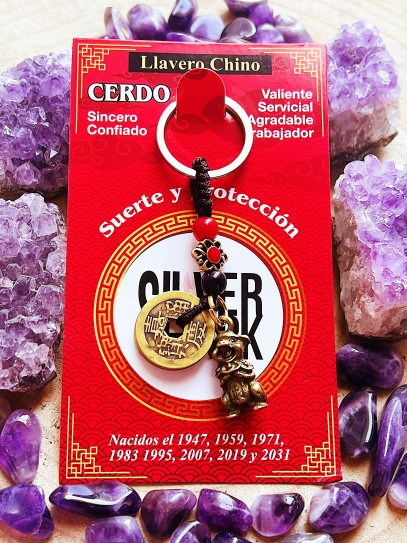 Llavero Chino
CERDO
Sincero
Confiado
Valiente
Servicial
Agradable
Trabajador
Suerte y Protección
Nacidos el 1947, 1959, 1971,
1983 1995, 2007, 2019 y 2031